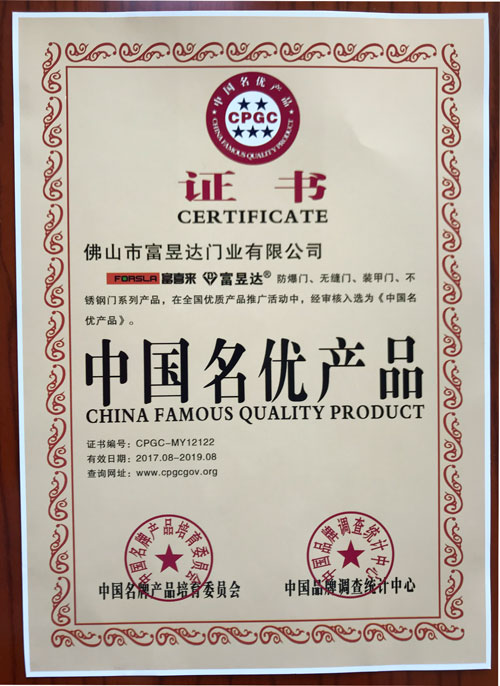 中国名优产品
CPGC
CHINA FAMOUS QUALITY PRODUCT
证书
CERTIFICATE
佛山市富昱达门业有限公司
FORSLA 富喜来 富昱达® 防爆门、无缝门、装甲门、不
锈钢门系列产品，在全国优质产品推广活动中，经审核入选为《中国名
优产品》。
中国名优产品
CHINA FAMOUS QUALITY PRODUCT
证书编号：CPGC-MY12122
有效日期：2017.08-2019.08
查询网址：www.cpgcgov.org
中国名牌产品培育委员会
中国品牌调查统计中心
中国名牌产品培育委员会
中国品牌调查统计中心